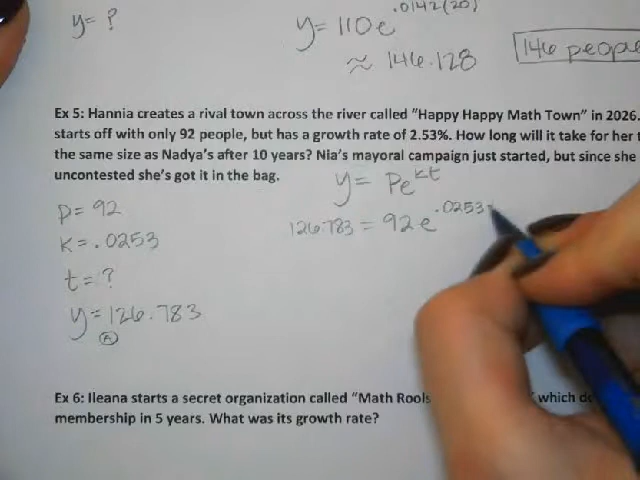 y = ?
y = 110e^.0142(20)
≈ 146.128
146 people
Ex 5: Hannia creates a rival town across the river called "Happy Happy Math Town" in 2026.
starts off with only 92 people, but has a growth rate of 2.53%. How long will it take for her t
the same size as Nadya's after 10 years? Nia's mayoral campaign just started, but since she
uncontested she's got it in the bag.
y = Pe^kt
P = 92
126.783 = 92e^.0253
K = .0253
t = ?
y = 126.783
A
Ex 6: Ileana starts a secret organization called "Math Rools which do
membership in 5 years. What was its growth rate?